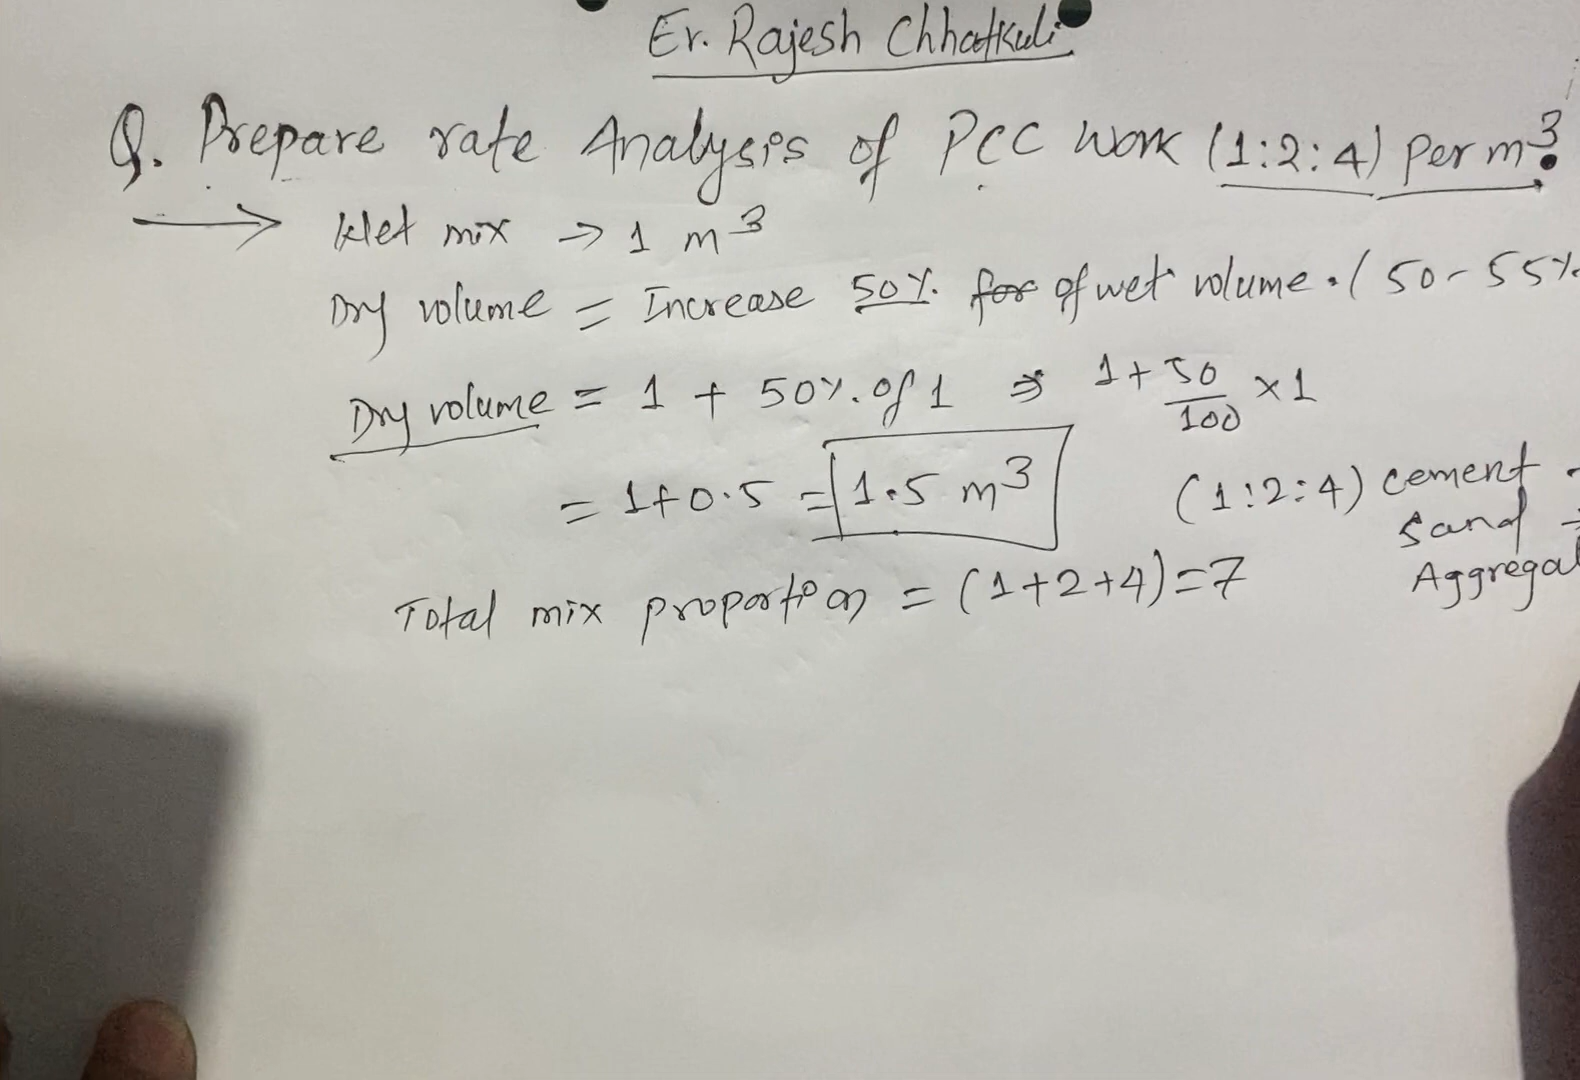 Er. Rajesh Chhatkuli
Q. Prepare rate Analysis of PCC Work (1:2:4) Per m³.
→ Wet mix → 1 m³
Dry volume = Increase 50% for of wet volume. (50-55%
Dry volume = 1 + 50% of 1 ⇒ 1 + 50/100 × 1
= 1+0.5 = 1.5 m³
(1:2:4) cement
Sand
Aggregat
Total mix proportion = (1+2+4)=7